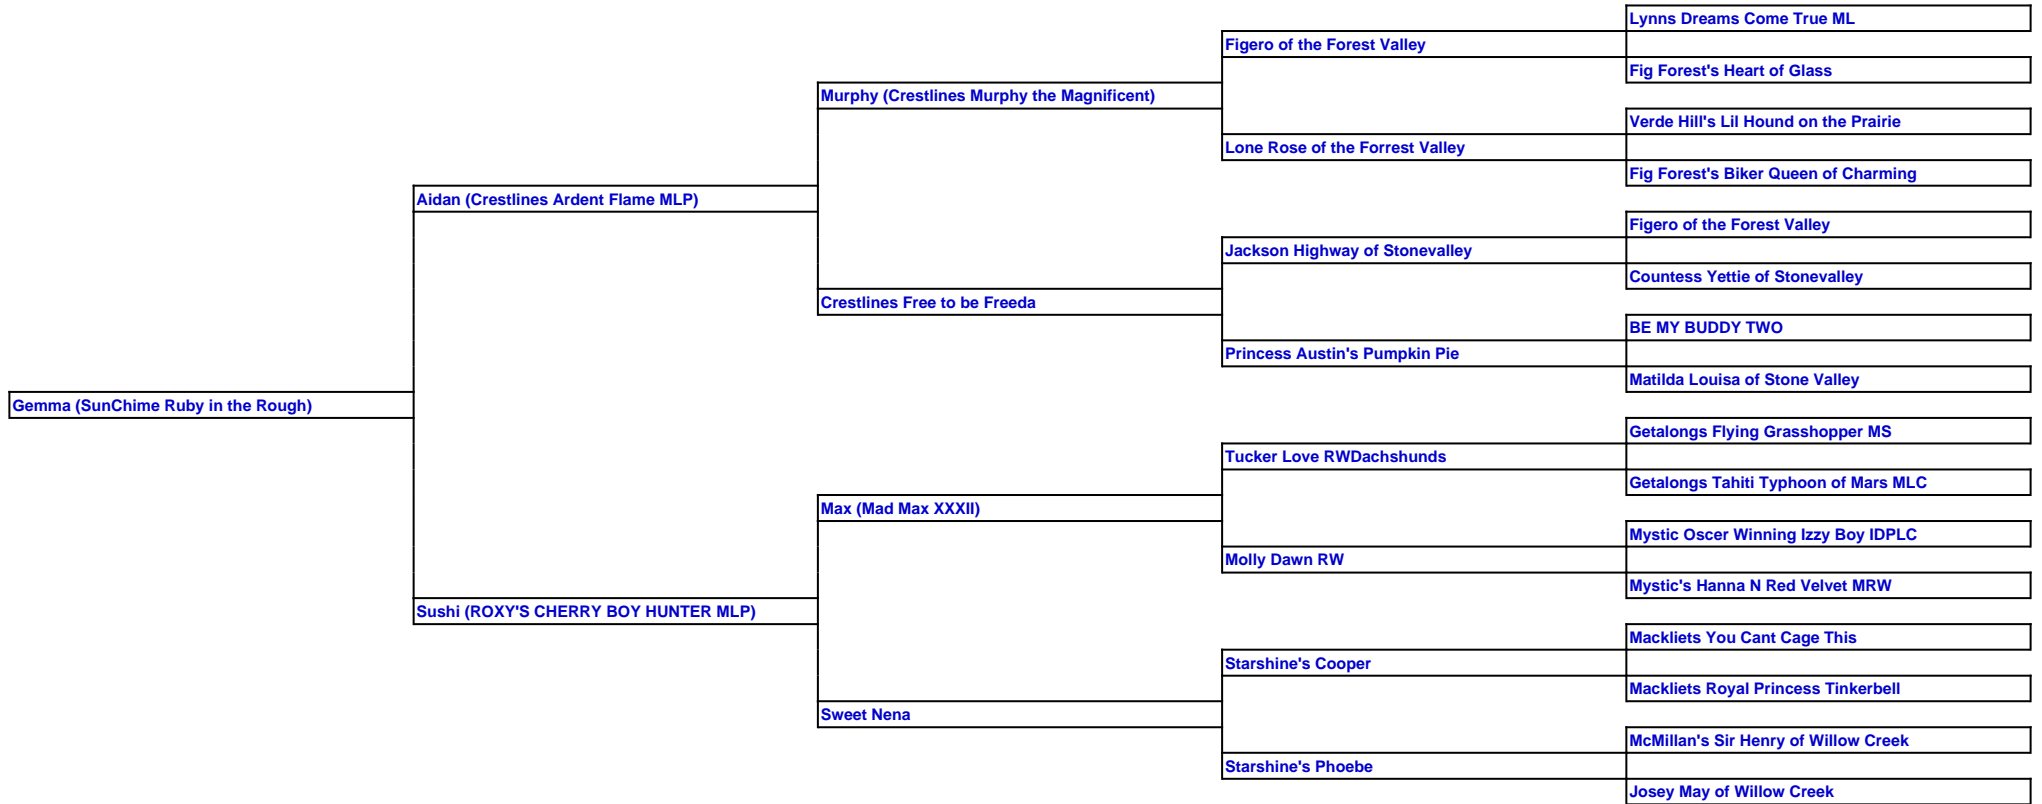 Lynns Dreams Come True ML
Figero of the Forest Valley
Fig Forest's Heart of Glass
Murphy (Crestlines Murphy the Magnificent)
Verde Hill's Lil Hound on the Prairie
Lone Rose of the Forrest Valley
Fig Forest's Biker Queen of Charming
Aidan (Crestlines Ardent Flame MLP)
Figero of the Forest Valley
Jackson Highway of Stonevalley
Countess Yettie of Stonevalley
Crestlines Free to be Freeda
BE MY BUDDY TWO
Princess Austin's Pumpkin Pie
Matilda Louisa of Stone Valley
Gemma (SunChime Ruby in the Rough)
Getalongs Flying Grasshopper MS
Tucker Love RWDachshunds
Getalongs Tahiti Typhoon of Mars MLC
Max (Mad Max XXXII)
Mystic Oscer Winning Izzy Boy IDPLC
Molly Dawn RW
Mystic's Hanna N Red Velvet MRW
Sushi (ROXY'S CHERRY BOY HUNTER MLP)
Mackliets You Cant Cage This
Starshine's Cooper
Mackliets Royal Princess Tinkerbell
Sweet Nena
McMillan's Sir Henry of Willow Creek
Starshine's Phoebe
Josey May of Willow Creek